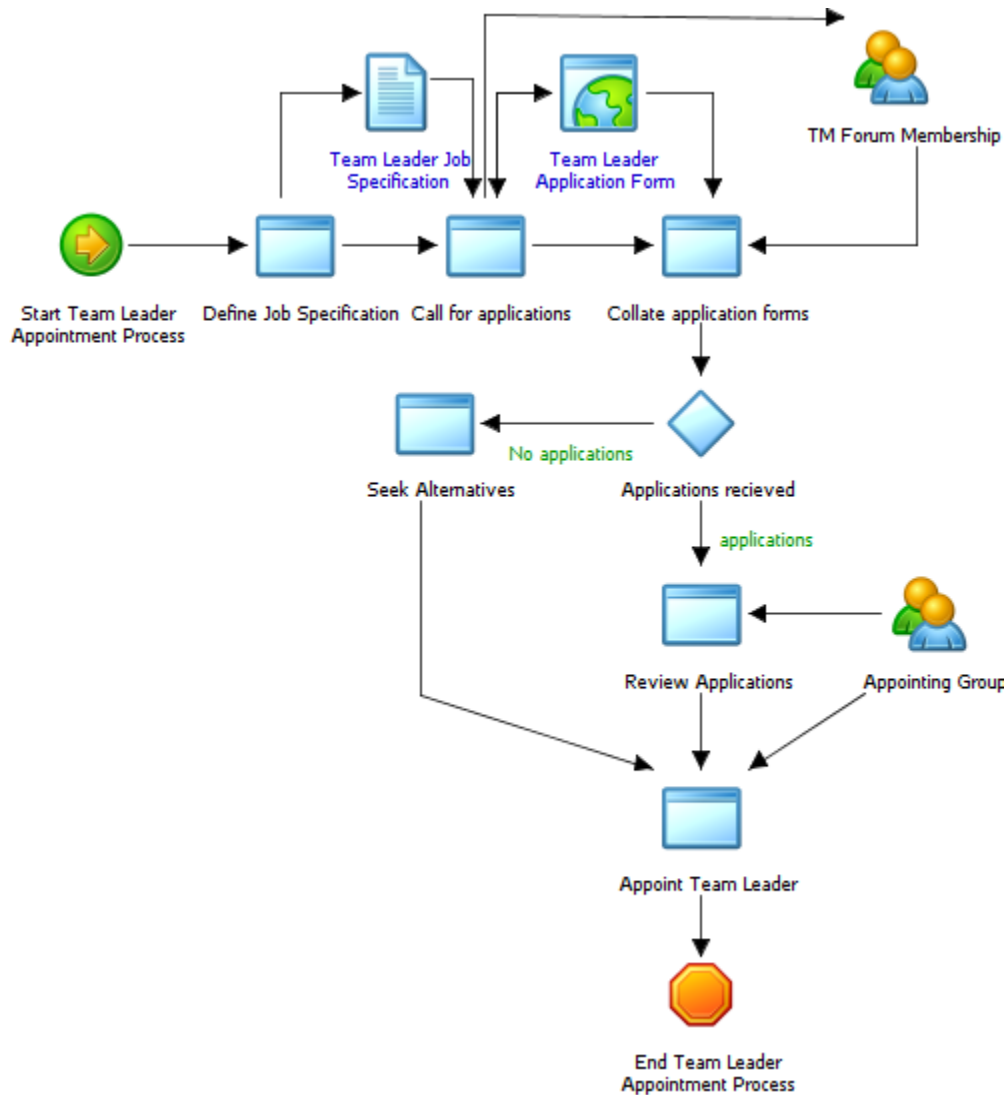 TM Forum Membership
Team Leader Job
Specification
Team Leader
Application Form
Start Team Leader
Appointment Process
Define Job Specification
Call for applications
Collate application forms
No applications
Seek Alternatives
Applications recieved
applications
Review Applications
Appointing Group
Appoint Team Leader
End Team Leader
Appointment Process